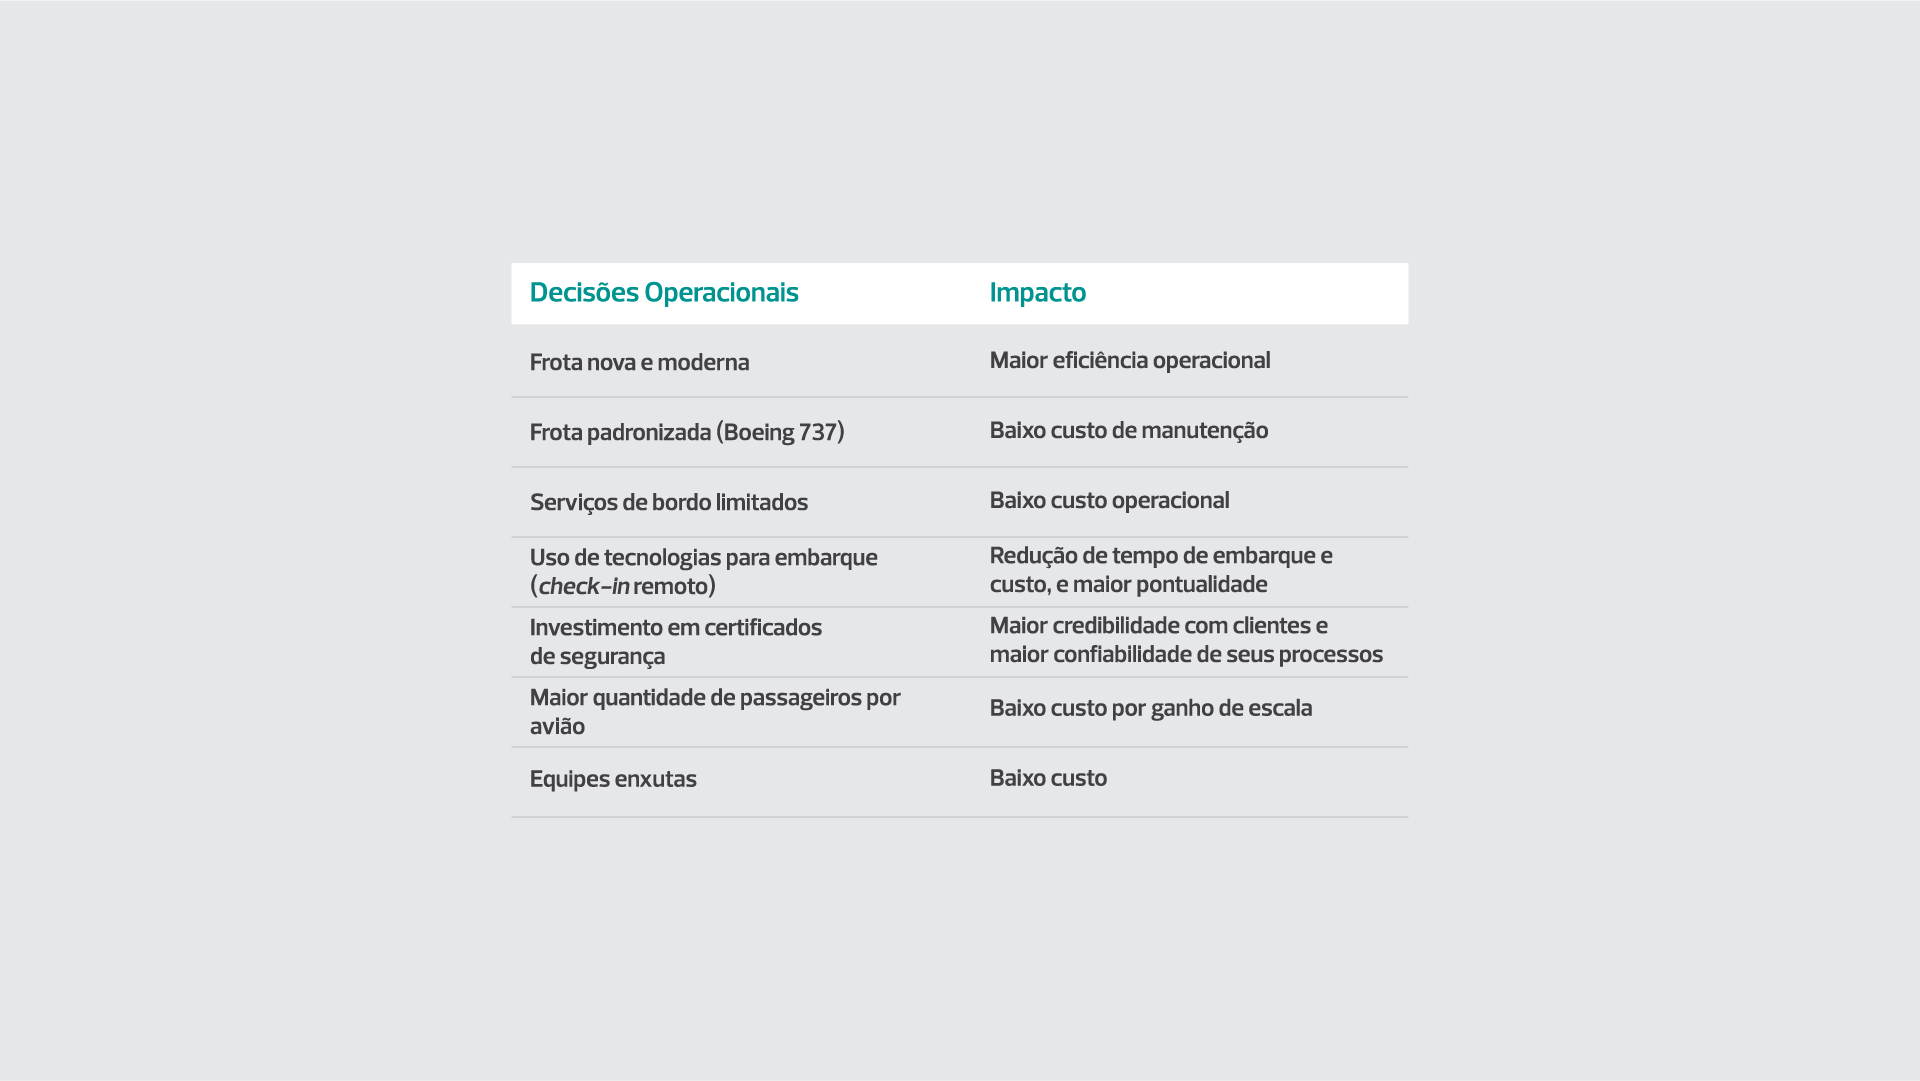 Decisões Operacionais
Impacto
Frota nova e moderna
Maior eficiência operacional
Frota padronizada (Boeing 737)
Baixo custo de manutenção
Serviços de bordo limitados
Baixo custo operacional
Uso de tecnologias para embarque
(check-in remoto)
Redução de tempo de embarque e
custo, e maior pontualidade
Investimento em certificados
de segurança
Maior credibilidade com clientes e
maior confiabilidade de seus processos
Maior quantidade de passageiros por
avião
Baixo custo por ganho de escala
Equipes enxutas
Baixo custo